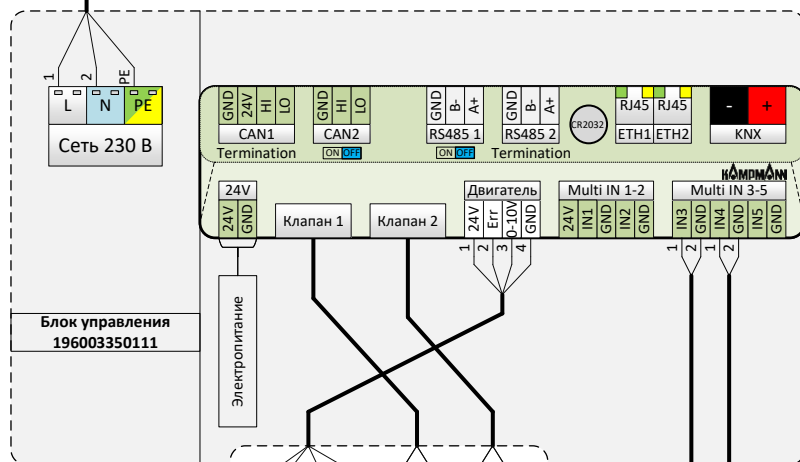 1
2
PE
L
N
PE
Сеть 230 В
GND
24V
HI
LO
CAN1
GND
HI
LO
CAN2
GND
B-
A+
RS485 1
GND
B-
A+
RS485 2
CR2032
RJ45
RJ45
ETH1
ETH2
-
+
KNX
Termination
ON OFF
ON OFF
Termination
KAMPMANN
24V
24V
GND
Клапан 1
Клапан 2
Двигатель
24V
Err
0-10V
GND
Multi IN 1-2
24V
IN1
GND
IN2
GND
Multi IN 3-5
IN3
GND
IN4
GND
IN5
GND
1
2
3
4
1
2
1
2
Электропитание
Блок управления
196003350111